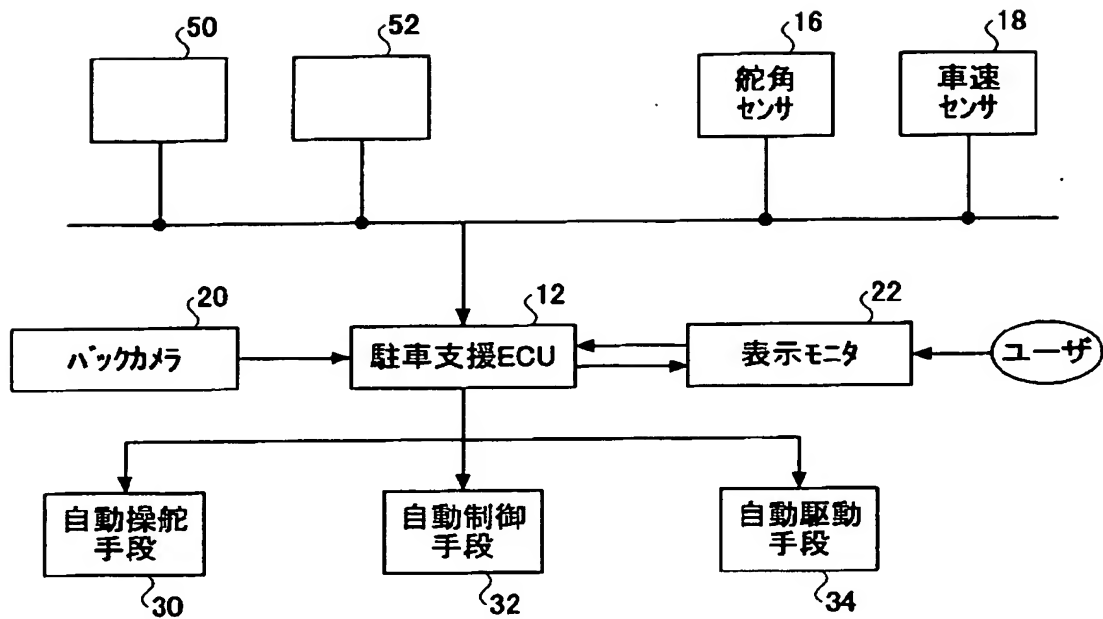 50
52
16
18
舵角
センサ
車速
センサ
20
12
22
バックカメラ
駐車支援ECU
表示モニタ
ユーザ
自動操舵
手段
自動制御
手段
自動駆動
手段
30
32
34